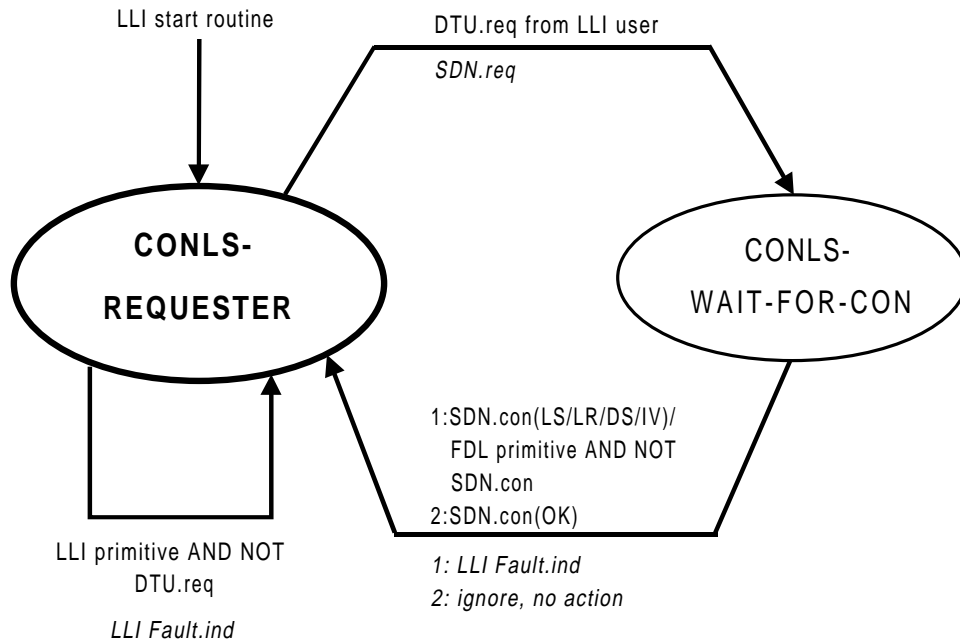 LLI start routine
DTU.req from LLI user
SDN.req
CONLS-
REQUESTER
CONLS-
WAIT-FOR-CON
1:SDN.con(LS/LR/DS/IV)/
FDL primitive AND NOT
SDN.con
2:SDN.con(OK)
1: LLI Fault.ind
2: ignore, no action
LLI primitive AND NOT
DTU.req
LLI Fault.ind